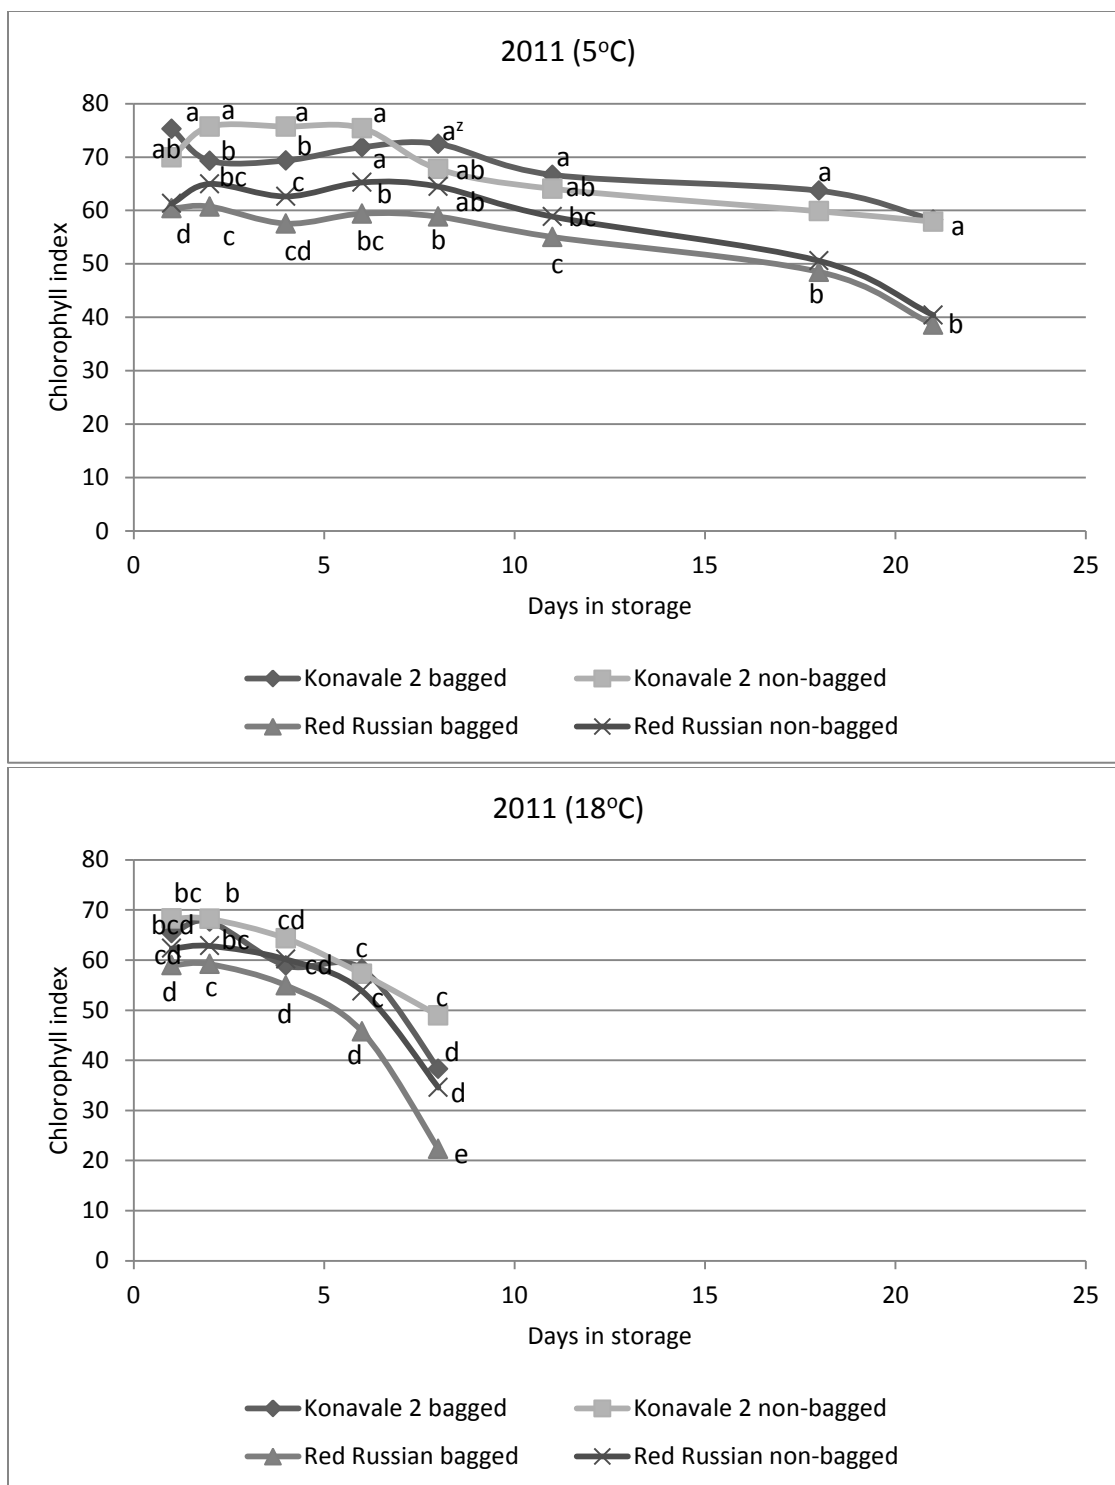 2011 (5°C)
80
70
60
50
40
30
20
10
0
Chlorophyll index
a a a a aᶻ a a
ab b b a ab ab
bc c b ab bc a
d c cd bc b c b b
0 5 10 15 20 25
Days in storage
Konavale 2 bagged Konavale 2 non-bagged
Red Russian bagged Red Russian non-bagged
2011 (18°C)
80
70
60
50
40
30
20
10
0
Chlorophyll index
bc b cd c c
bcd bc cd c d
cd d
d c d d e
0 5 10 15 20 25
Days in storage
Konavale 2 bagged Konavale 2 non-bagged
Red Russian bagged Red Russian non-bagged